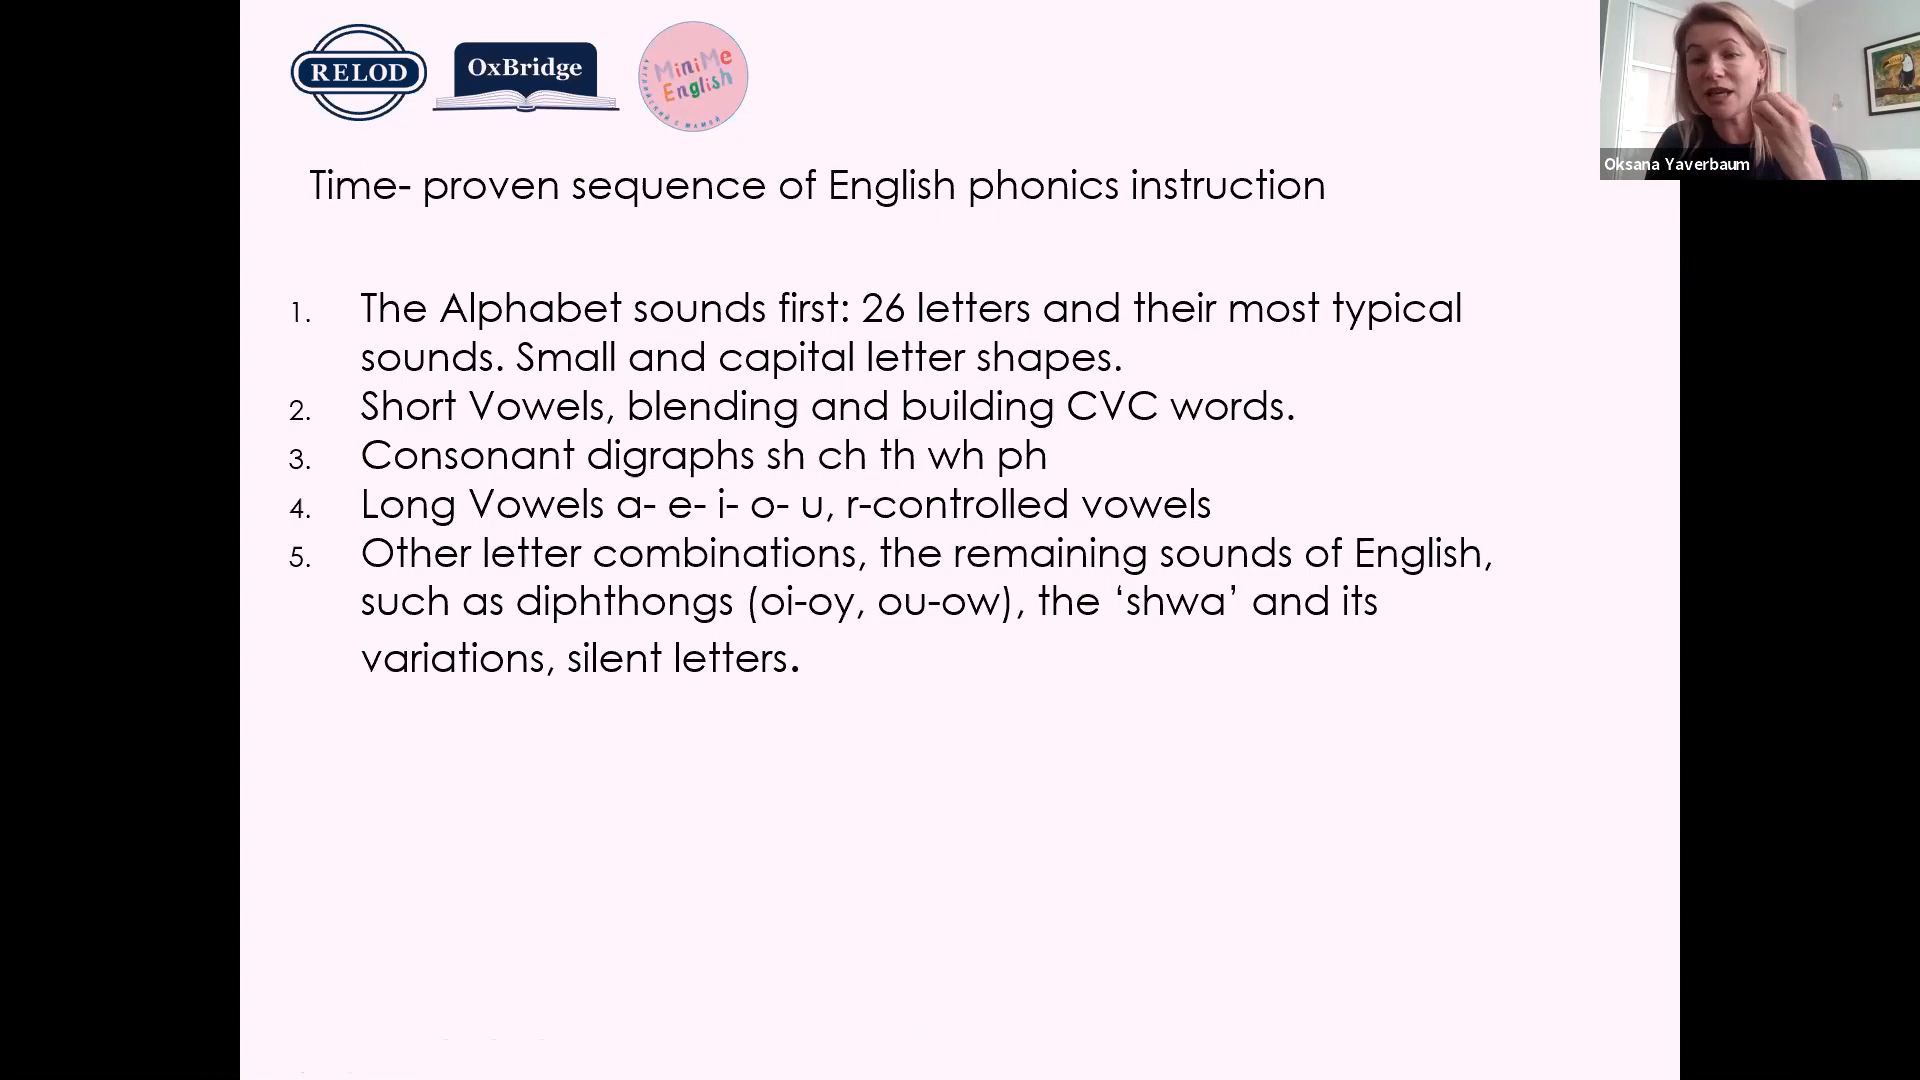 RELOD
OxBridge
MiniMe
English
английский с мамой
Oksana Yaverbaum
Time- proven sequence of English phonics instruction
1. The Alphabet sounds first: 26 letters and their most typical
sounds. Small and capital letter shapes.
2. Short Vowels, blending and building CVC words.
3. Consonant digraphs sh ch th wh ph
4. Long Vowels a- e- i- o- u, r-controlled vowels
5. Other letter combinations, the remaining sounds of English,
such as diphthongs (oi-oy, ou-ow), the ‘shwa’ and its
variations, silent letters.